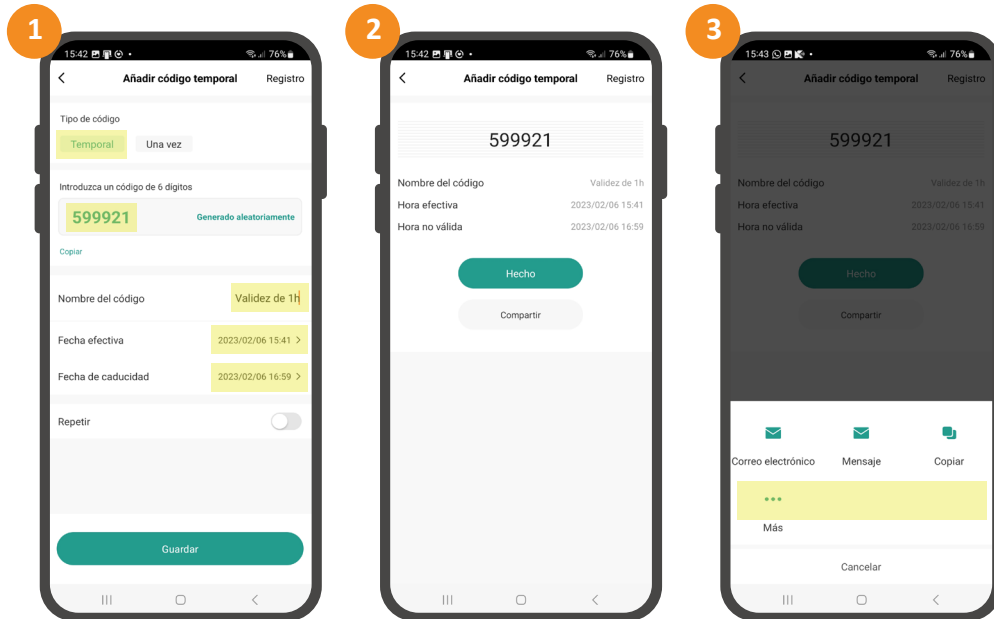 1
15:42
76%
Añadir código temporal
Registro
Tipo de código
Temporal
Una vez
Introduzca un código de 6 dígitos
599921
Generado aleatoriamente
Copiar
Nombre del código
Validez de 1h
Fecha efectiva
2023/02/06 15:41 >
Fecha de caducidad
2023/02/06 16:59 >
Repetir
Guardar
2
15:42
76%
Añadir código temporal
Registro
599921
Nombre del código
Validez de 1h
Hora efectiva
2023/02/06 15:41
Hora no válida
2023/02/06 16:59
Hecho
Compartir
3
15:43
76%
Añadir código temporal
Registro
599921
Nombre del código
Validez de 1h
Hora efectiva
2023/02/06 15:41
Hora no válida
2023/02/06 16:59
Hecho
Compartir
Correo electrónico
Mensaje
Copiar
Más
Cancelar